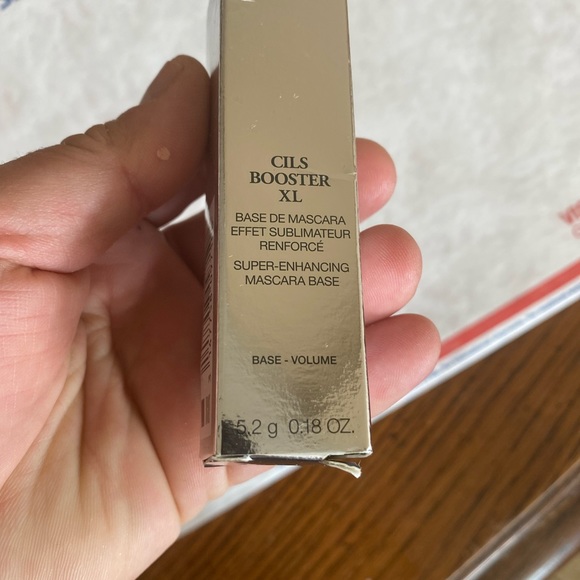 CILS
BOOSTER
XL
BASE DE MASCARA
EFFET SUBLIMATEUR
RENFORCÉ
SUPER-ENHANCING
MASCARA BASE
BASE - VOLUME
5.2 g 0.18 OZ.